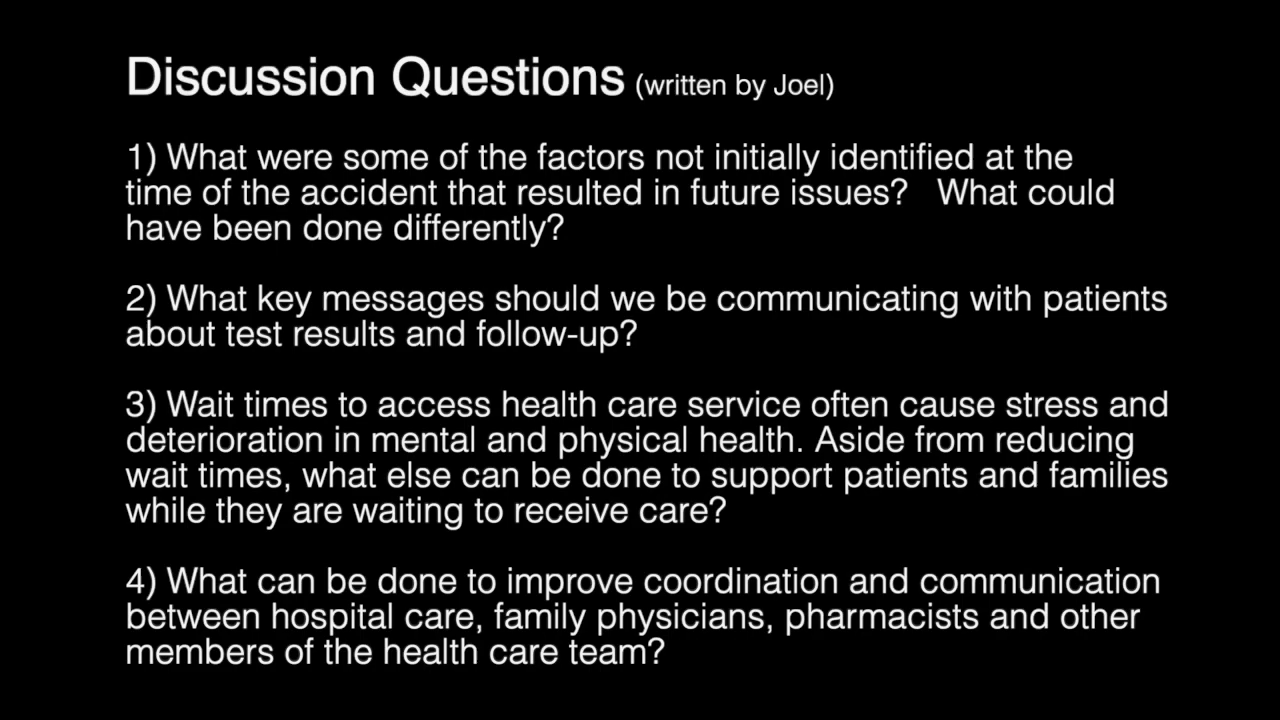 Discussion Questions (written by Joel)
1) What were some of the factors not initially identified at the
time of the accident that resulted in future issues?   What could
have been done differently?
2) What key messages should we be communicating with patients
about test results and follow-up?
3) Wait times to access health care service often cause stress and
deterioration in mental and physical health. Aside from reducing
wait times, what else can be done to support patients and families
while they are waiting to receive care?
4) What can be done to improve coordination and communication
between hospital care, family physicians, pharmacists and other
members of the health care team?